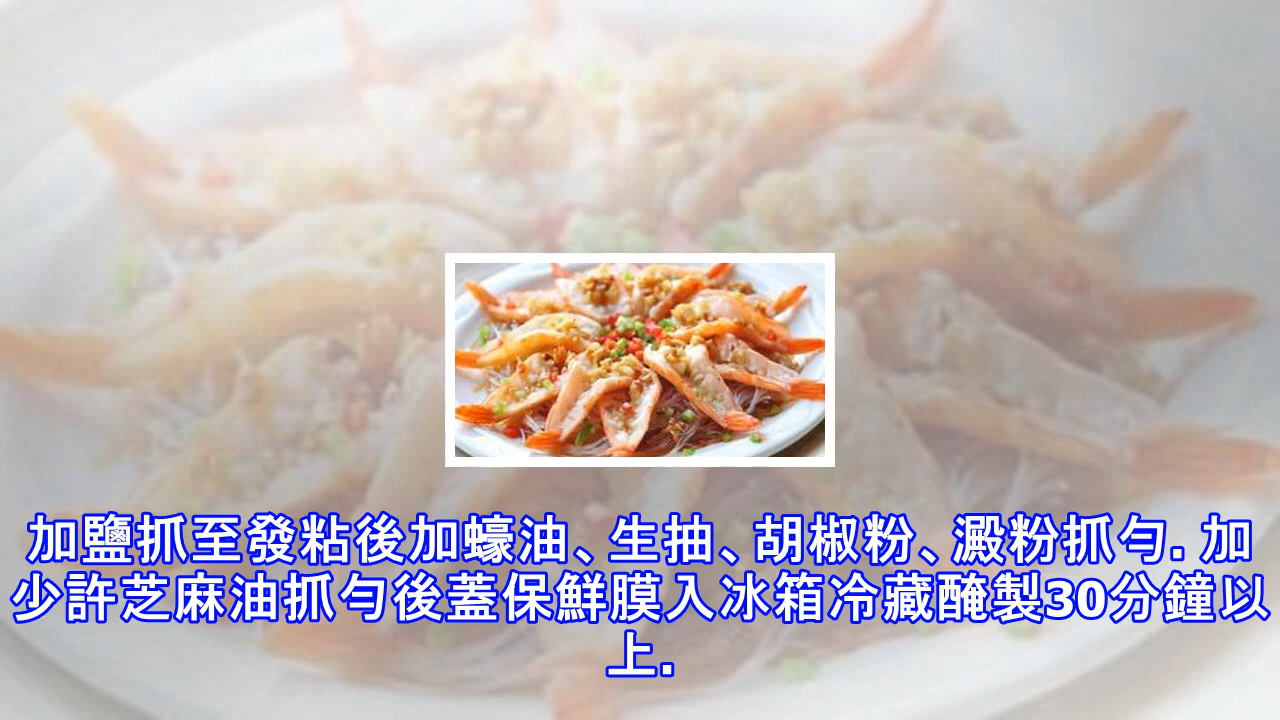 加鹽抓至發粘後加蠔油、生抽、胡椒粉、澱粉抓勻. 加
少許芝麻油抓勻後蓋保鮮膜入冰箱冷藏醃製30分鐘以
上.